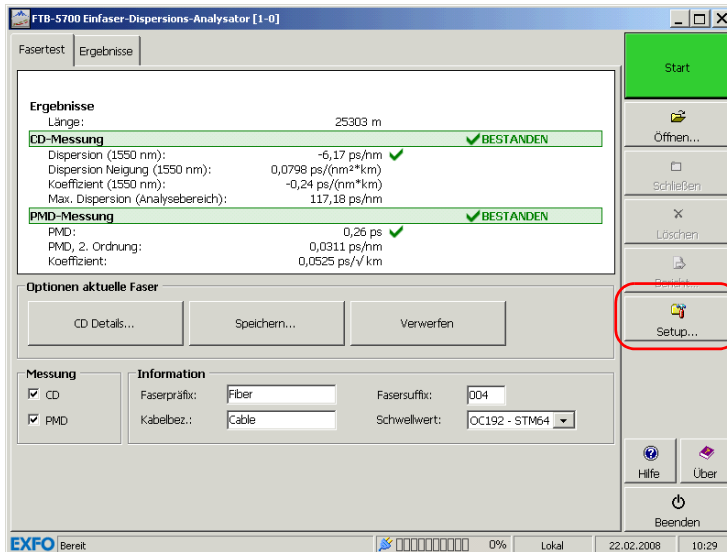 FTB-5700 Einfaser-Dispersions-Analysator [1-0]
Fasertest
Ergebnisse
Ergebnisse
Länge: 25303 m
CD-Messung BESTANDEN
Dispersion (1550 nm): -6,17 ps/nm
Dispersion Neigung (1550 nm): 0,0798 ps/(nm²*km)
Koeffizient (1550 nm): -0,24 ps/(nm*km)
Max. Dispersion (Analysebereich): 117,18 ps/nm
PMD-Messung BESTANDEN
PMD: 0,26 ps
PMD, 2. Ordnung: 0,0311 ps/nm
Koeffizient: 0,0525 ps/√ km
Optionen aktuelle Faser
CD Details...
Speichern...
Verwerfen
Messung
CD
PMD
Information
Faserpräfix: Fiber
Fasersuffix: 004
Kabelbez.: Cable
Schwellwert: OC192 - STM64
Start
Öffnen...
Schließen
Löschen
Bericht...
Setup...
Hilfe
Über
Beenden
EXFO Bereit
0%
Lokal
22.02.2008
10:29